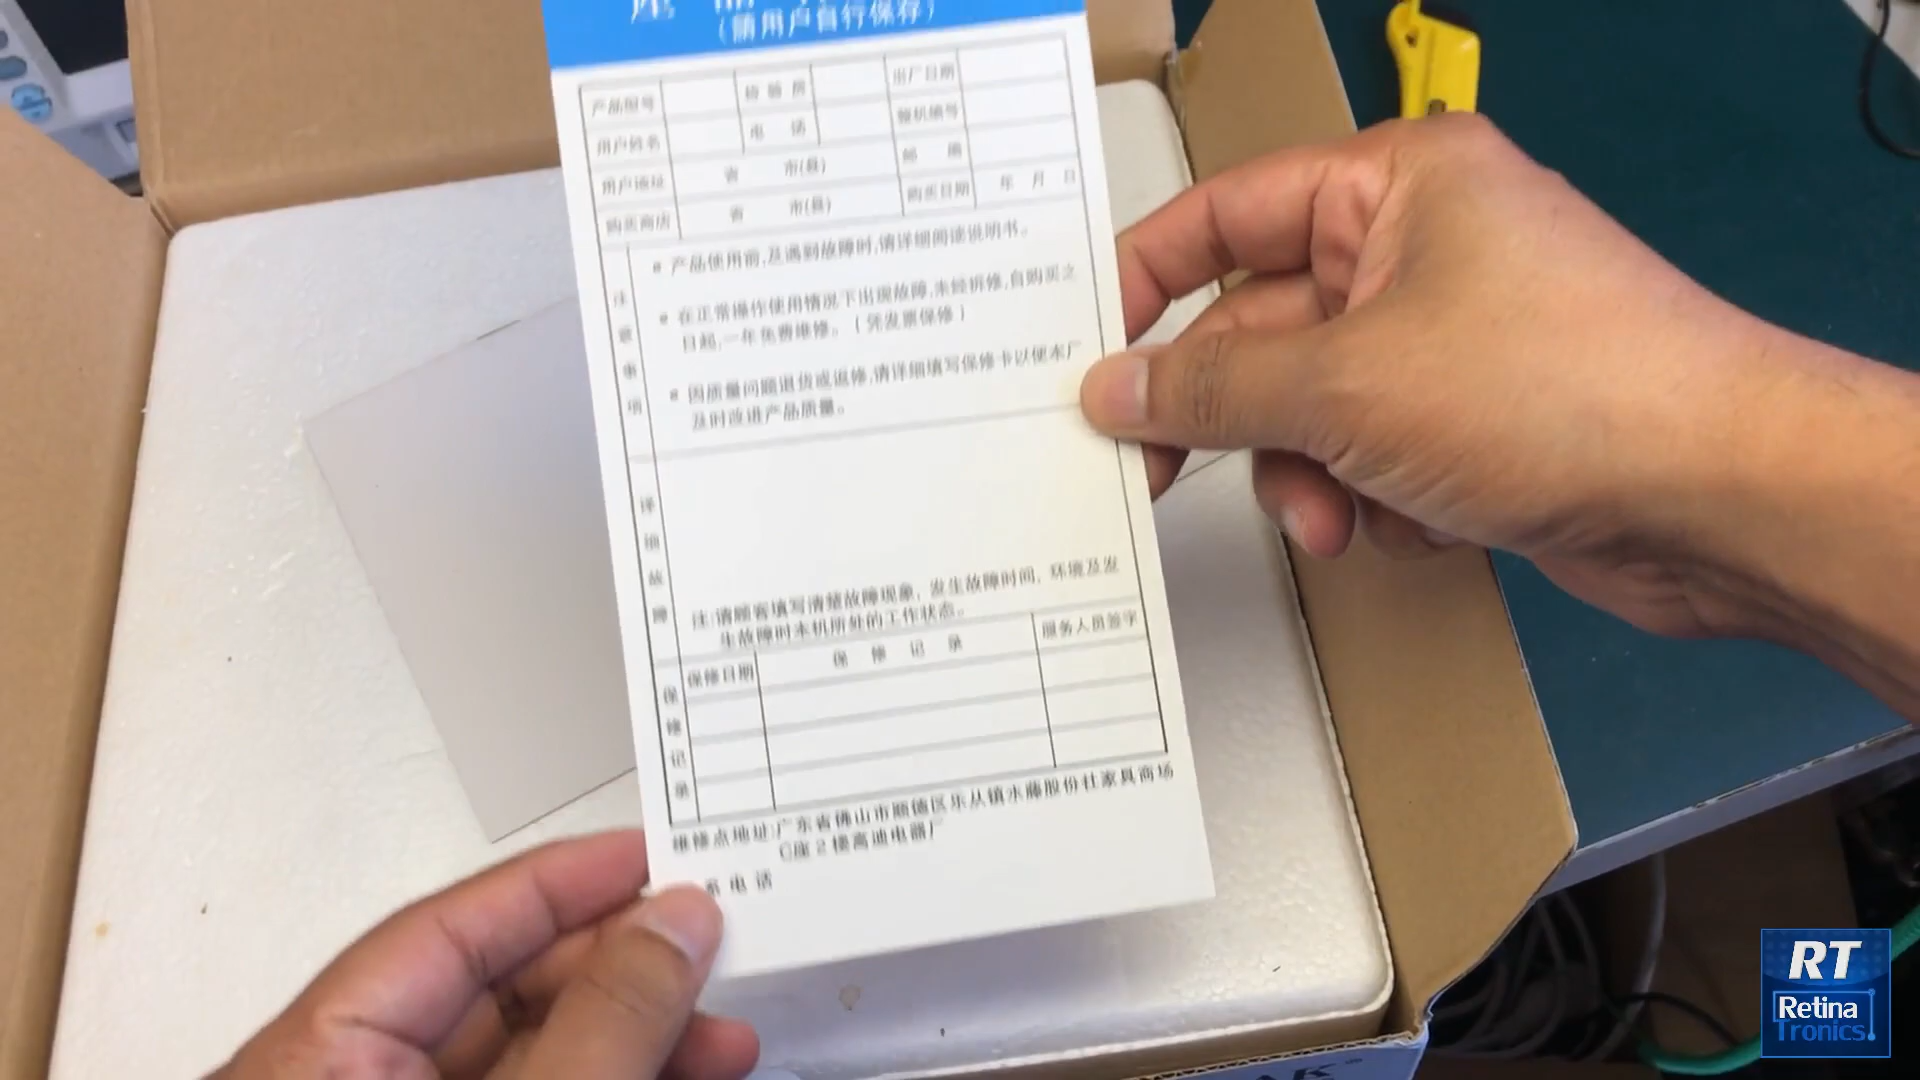 (请用户自行保存)
产品型号 检验员 出厂日期
用户姓名 电话 整机编号
用户地址 省 市(县) 邮编
购买商店 省 市(县) 购买日期 年 月 日
注意事项
产品使用前,及遇到故障时,请详细阅读说明书。
在正常操作使用情况下出现故障,未经拆修,自购买之
日起,一年免费维修。(凭发票保修)
因质量问题退货或返修,请详细填写保修卡以便本厂
及时改进产品质量。
详细故障
注:请顾客填写清楚故障现象,发生故障时间,环境及发
生故障时本机所处的工作状态。
保修记录
保修日期 保修记录 服务人员签字
维修点地址:广东省佛山市顺德区乐从镇水藤股份社家具商场
C座2楼高迪电器厂
系电话
RT
Retina
Tronics